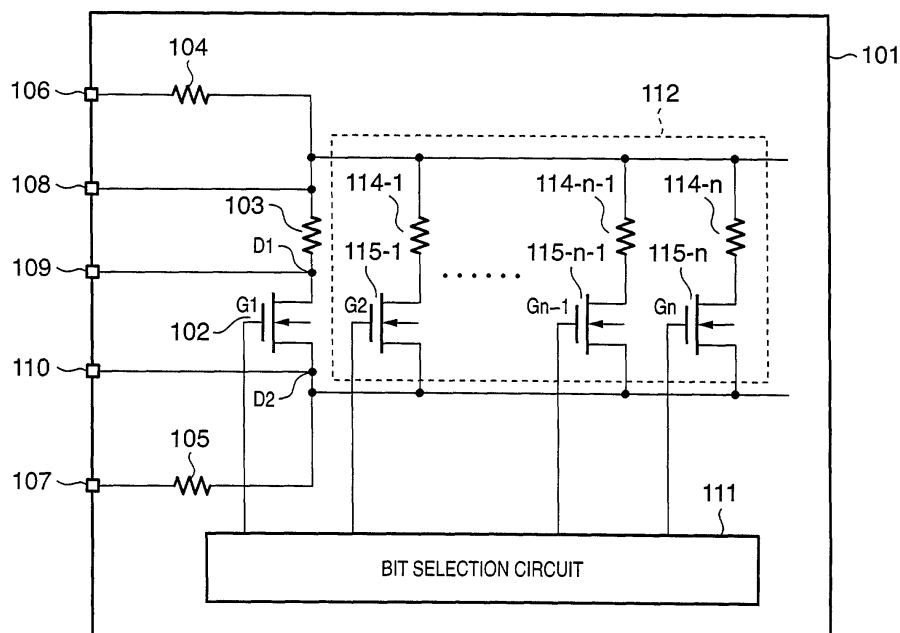 101
104
106
112
108
103
114-1
114-n-1
114-n
D1
109
115-1
115-n-1
115-n
G1
G2
Gn-1
Gn
102
110
D2
105
107
111
BIT SELECTION CIRCUIT